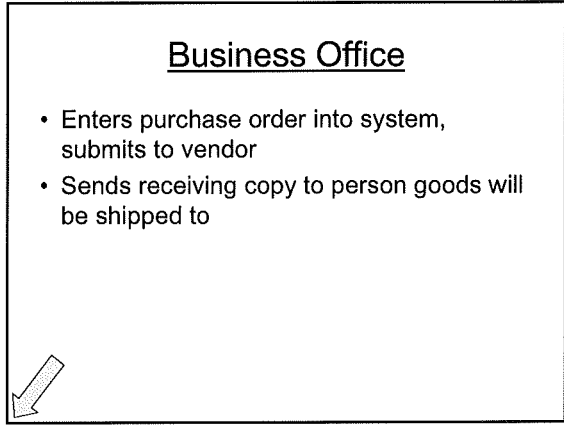 Business Office
• Enters purchase order into system,
submits to vendor
• Sends receiving copy to person goods will
be shipped to